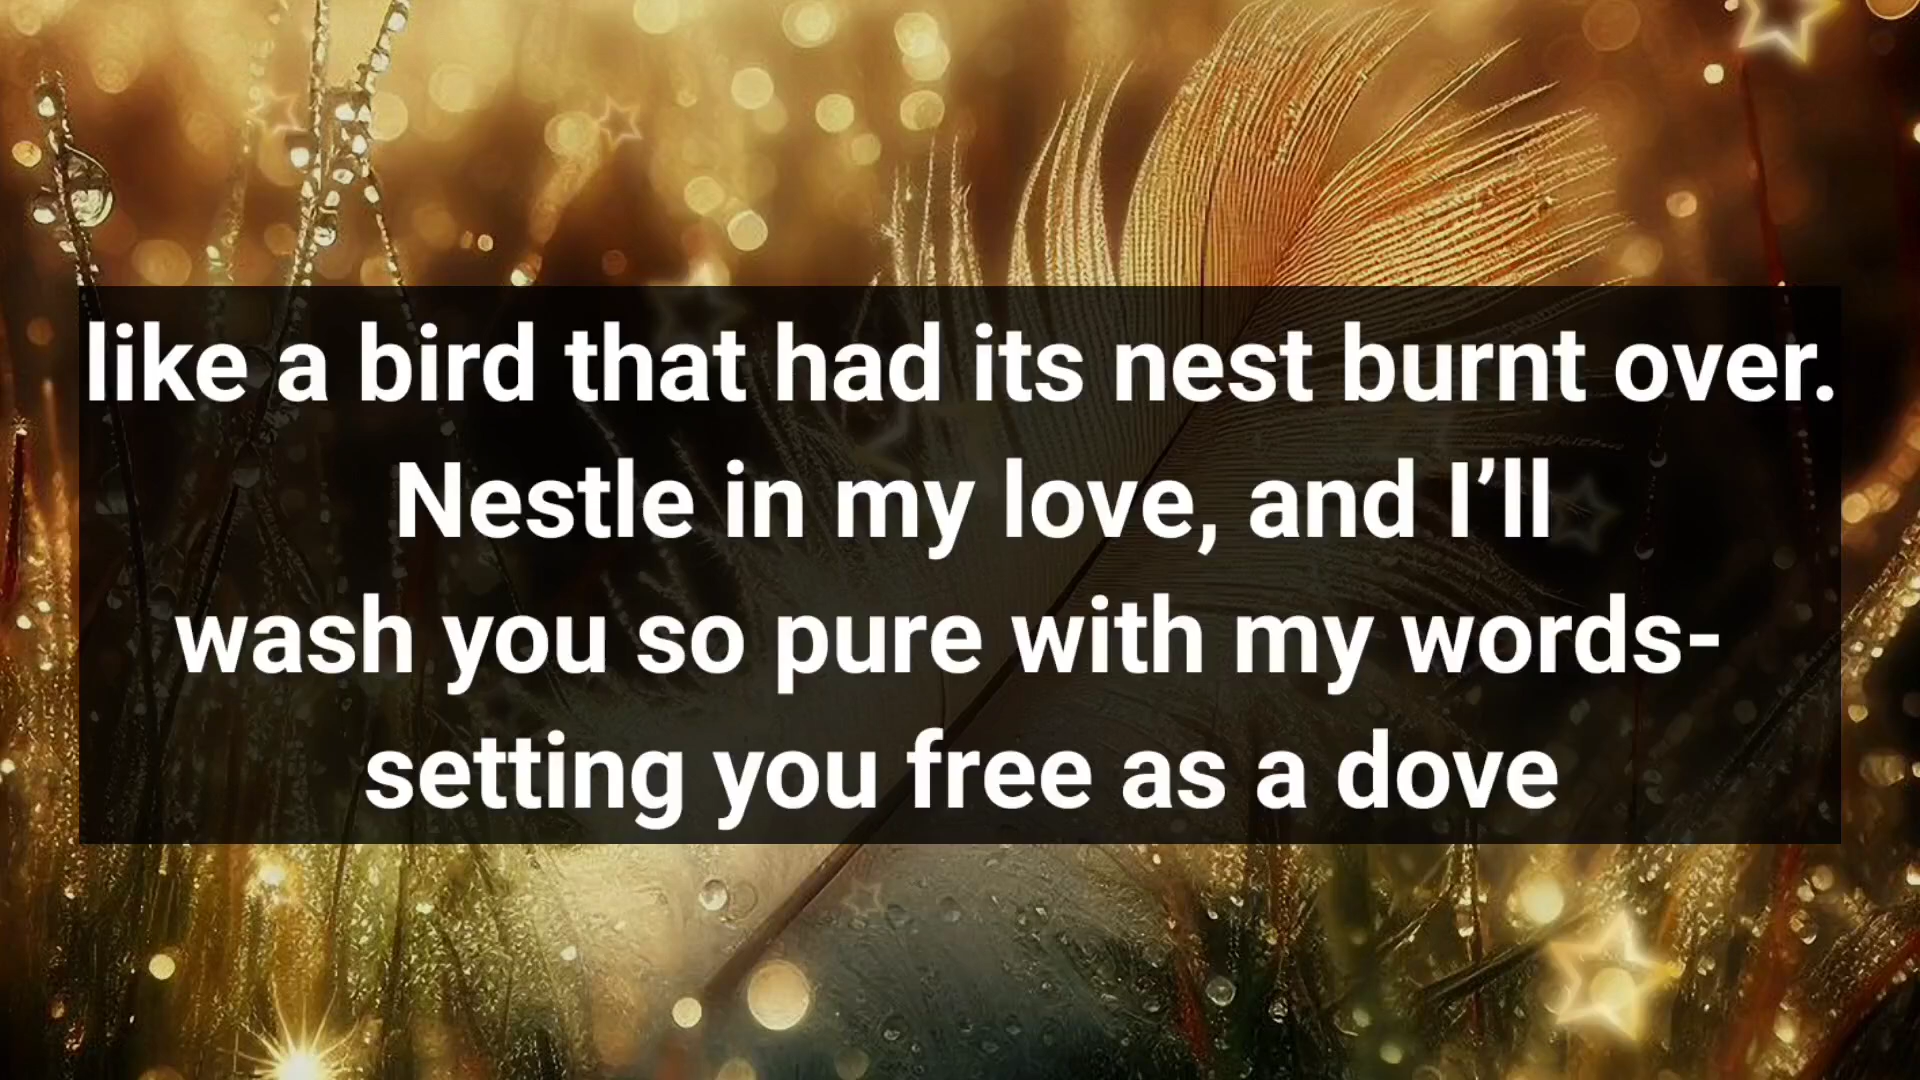 like a bird that had its nest burnt over.
Nestle in my love, and I’ll
wash you so pure with my words-
setting you free as a dove